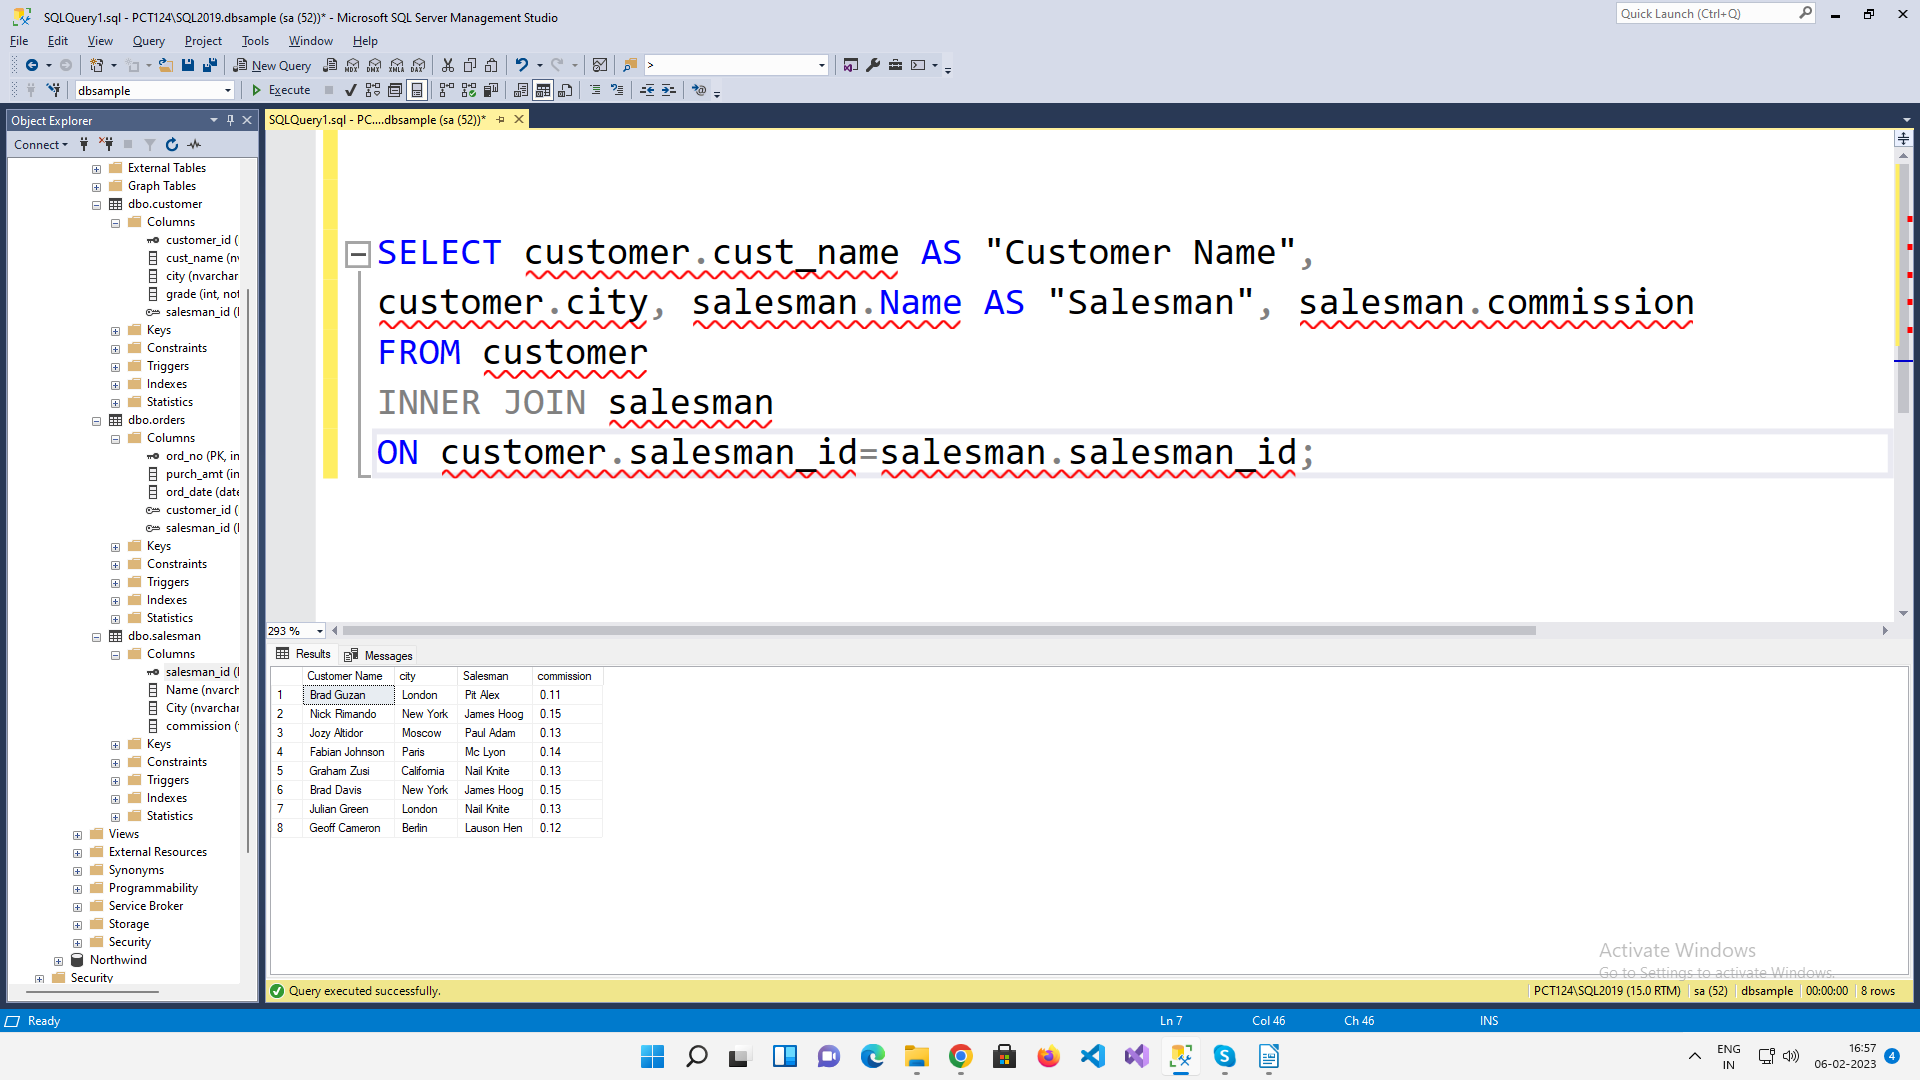 SQLQuery1.sql - PCT124\SQL2019.dbsample (sa (52))* - Microsoft SQL Server Management Studio
Quick Launch (Ctrl+Q)
File Edit View Query Project Tools Window Help
New Query
MDX DMX XMLA DAX
>
dbsample
Execute
Object Explorer
Connect
External Tables
Graph Tables
dbo.customer
Columns
customer_id (
cust_name (nv
city (nvarchar
grade (int, not
salesman_id (I
Keys
Constraints
Triggers
Indexes
Statistics
dbo.orders
Columns
ord_no (PK, in
purch_amt (in
ord_date (date
customer_id (
salesman_id (I
Keys
Constraints
Triggers
Indexes
Statistics
dbo.salesman
Columns
salesman_id (I
Name (nvarch
City (nvarchar
commission (
Keys
Constraints
Triggers
Indexes
Statistics
Views
External Resources
Synonyms
Programmability
Service Broker
Storage
Security
Northwind
Security
SQLQuery1.sql - PC....dbsample (sa (52))*
SELECT customer.cust_name AS "Customer Name",
customer.city, salesman.Name AS "Salesman", salesman.commission
FROM customer
INNER JOIN salesman
ON customer.salesman_id=salesman.salesman_id;
293 %
Results Messages
Customer Name city Salesman commission
1 Brad Guzan London Pit Alex 0.11
2 Nick Rimando New York James Hoog 0.15
3 Jozy Altidor Moscow Paul Adam 0.13
4 Fabian Johnson Paris Mc Lyon 0.14
5 Graham Zusi California Nail Knite 0.13
6 Brad Davis New York James Hoog 0.15
7 Julian Green London Nail Knite 0.13
8 Geoff Cameron Berlin Lauson Hen 0.12
Activate Windows
Go to Settings to activate Windows.
Query executed successfully.
PCT124\SQL2019 (15.0 RTM) sa (52) dbsample 00:00:00 8 rows
Ready Ln 7 Col 46 Ch 46 INS
ENG
IN
16:57
06-02-2023
4